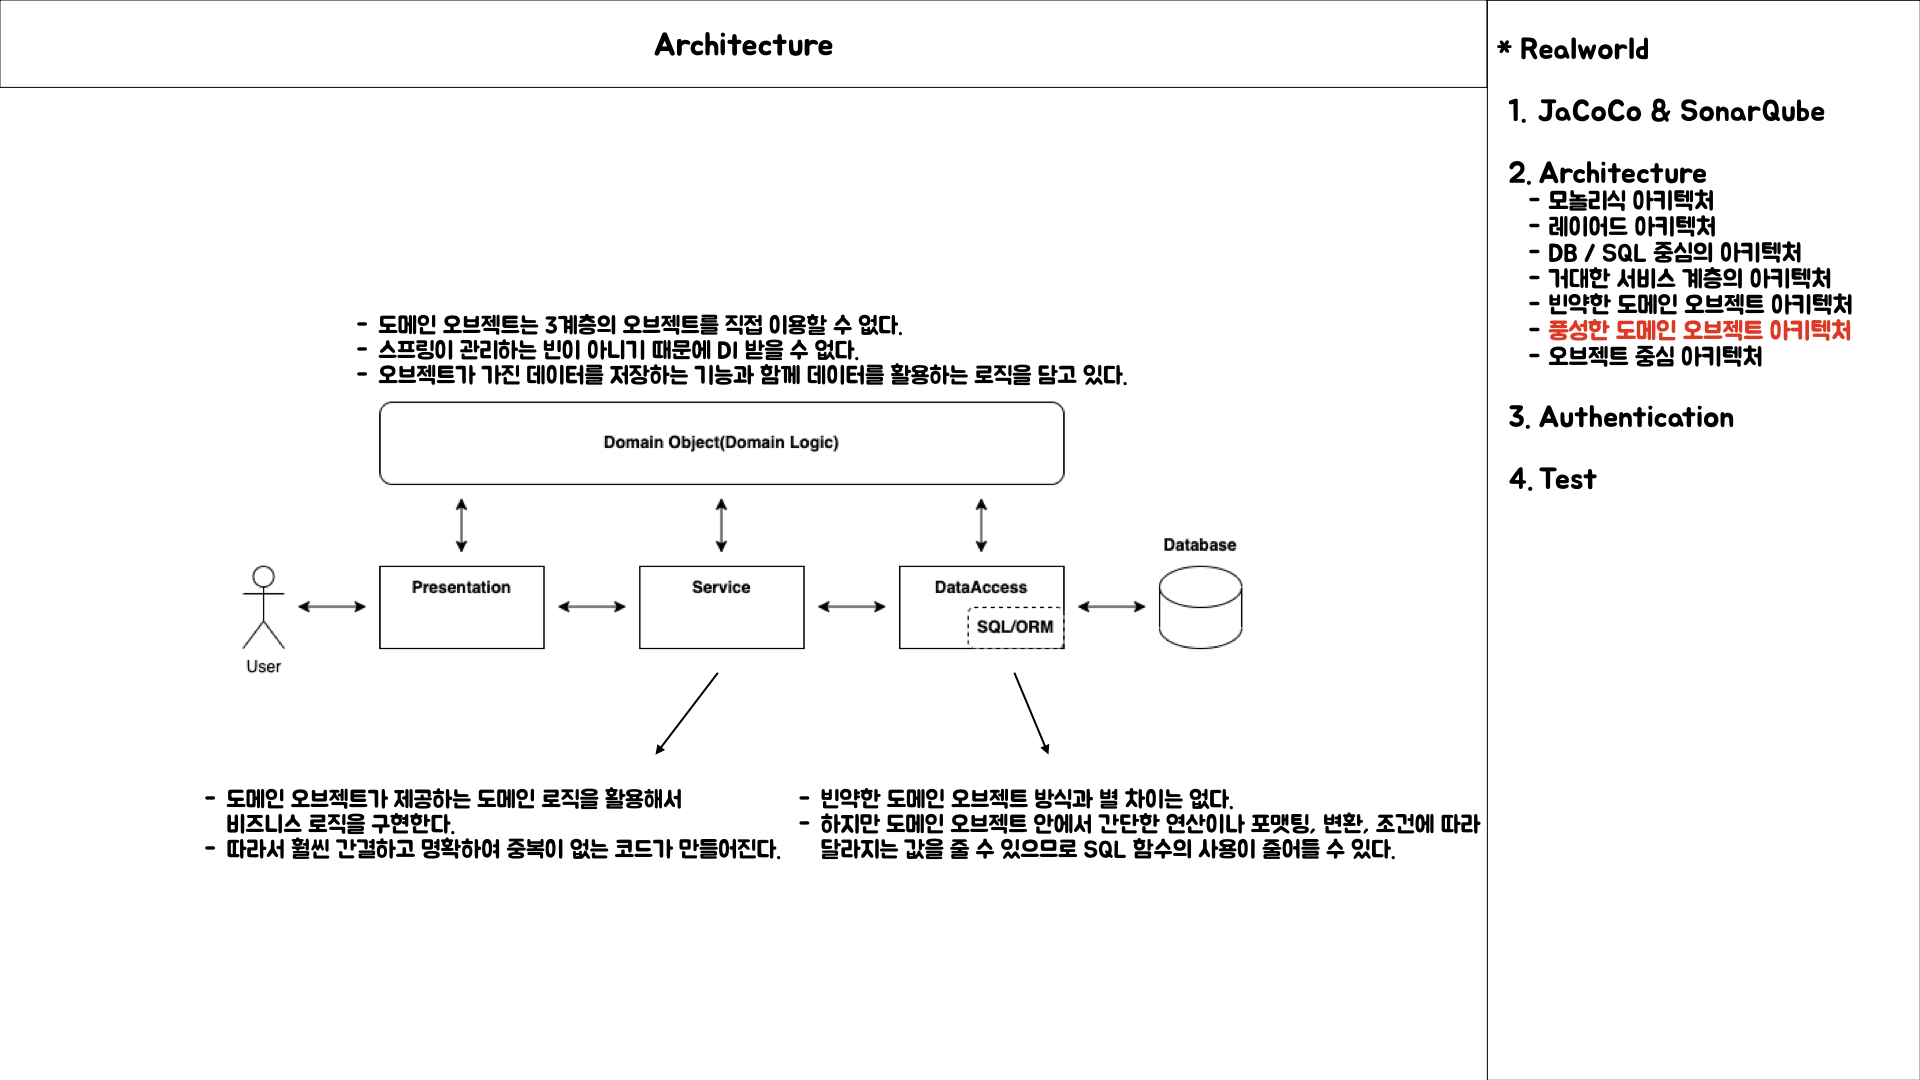 Architecture
- 도메인 오브젝트는 3계층의 오브젝트를 직접 이용할 수 없다.
- 스프링이 관리하는 빈이 아니기 때문에 DI 받을 수 없다.
- 오브젝트가 가진 데이터를 저장하는 기능과 함께 데이터를 활용하는 로직을 담고 있다.
Domain Object(Domain Logic)
User
Presentation
Service
DataAccess
SQL/ORM
Database
- 도메인 오브젝트가 제공하는 도메인 로직을 활용해서
비즈니스 로직을 구현한다.
- 따라서 훨씬 간결하고 명확하여 중복이 없는 코드가 만들어진다.
- 빈약한 도메인 오브젝트 방식과 별 차이는 없다.
- 하지만 도메인 오브젝트 안에서 간단한 연산이나 포맷팅, 변환, 조건에 따라
달라지는 값을 줄 수 있으므로 SQL 함수의 사용이 줄어들 수 있다.
* Realworld
1. JaCoCo & SonarQube
2. Architecture
- 모놀리식 아키텍처
- 레이어드 아키텍처
- DB / SQL 중심의 아키텍처
- 거대한 서비스 계층의 아키텍처
- 빈약한 도메인 오브젝트 아키텍처
- 풍성한 도메인 오브젝트 아키텍처
- 오브젝트 중심 아키텍처
3. Authentication
4. Test